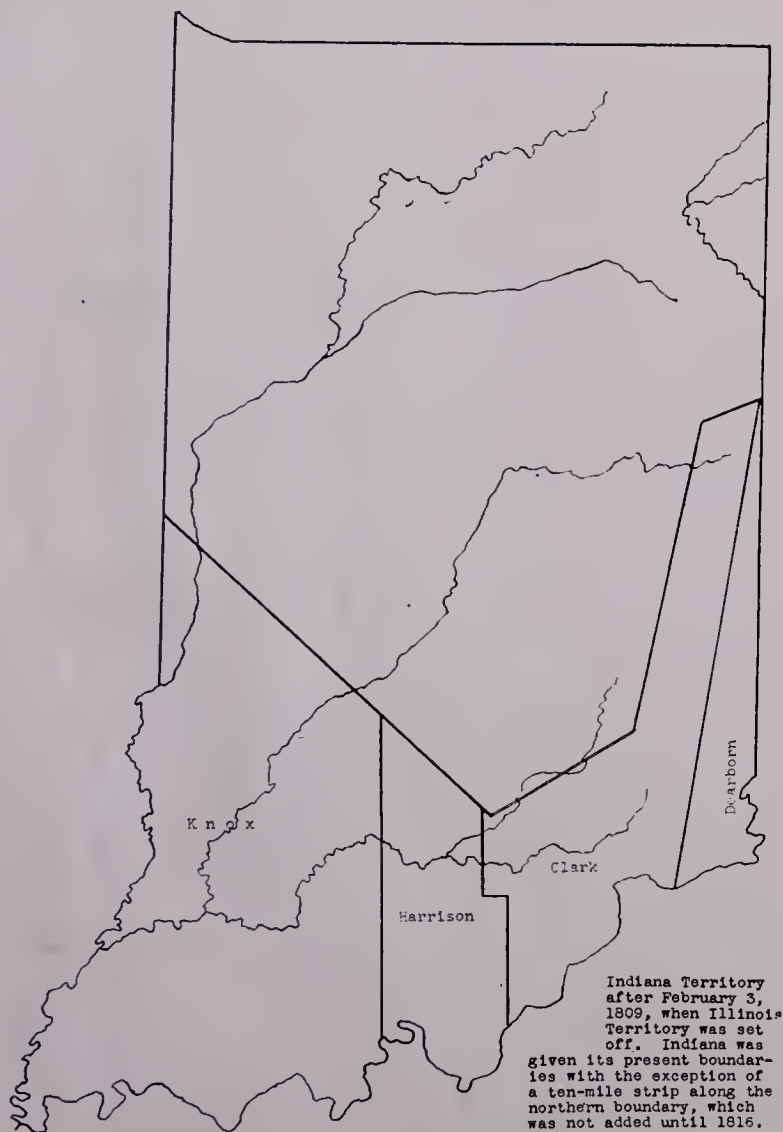 Knox
Dearborn
Clark
Harrison
Indiana Territory
after February 3,
1809, when Illinois
Territory was set
off. Indiana was
given its present boundar-
ies with the exception of
a ten-mile strip along the
northern boundary, which
was not added until 1816.